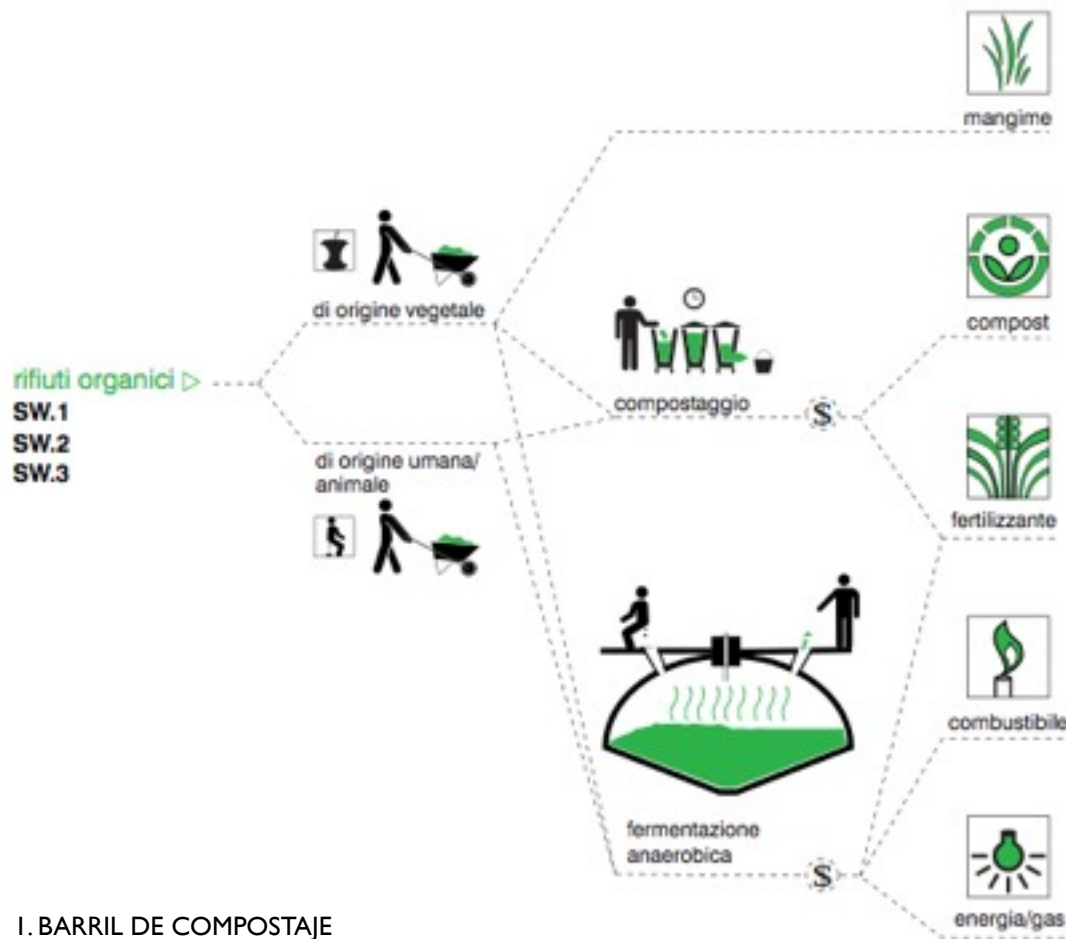 mangime
di origine vegetale
compost
rifiuti organici ▷
SW.1
SW.2
SW.3
compostaggio
$
di origine umana/
animale
fertilizzante
combustibile
fermentazione
anaerobica
$
energia/gas
1. BARRIL DE COMPOSTAJE